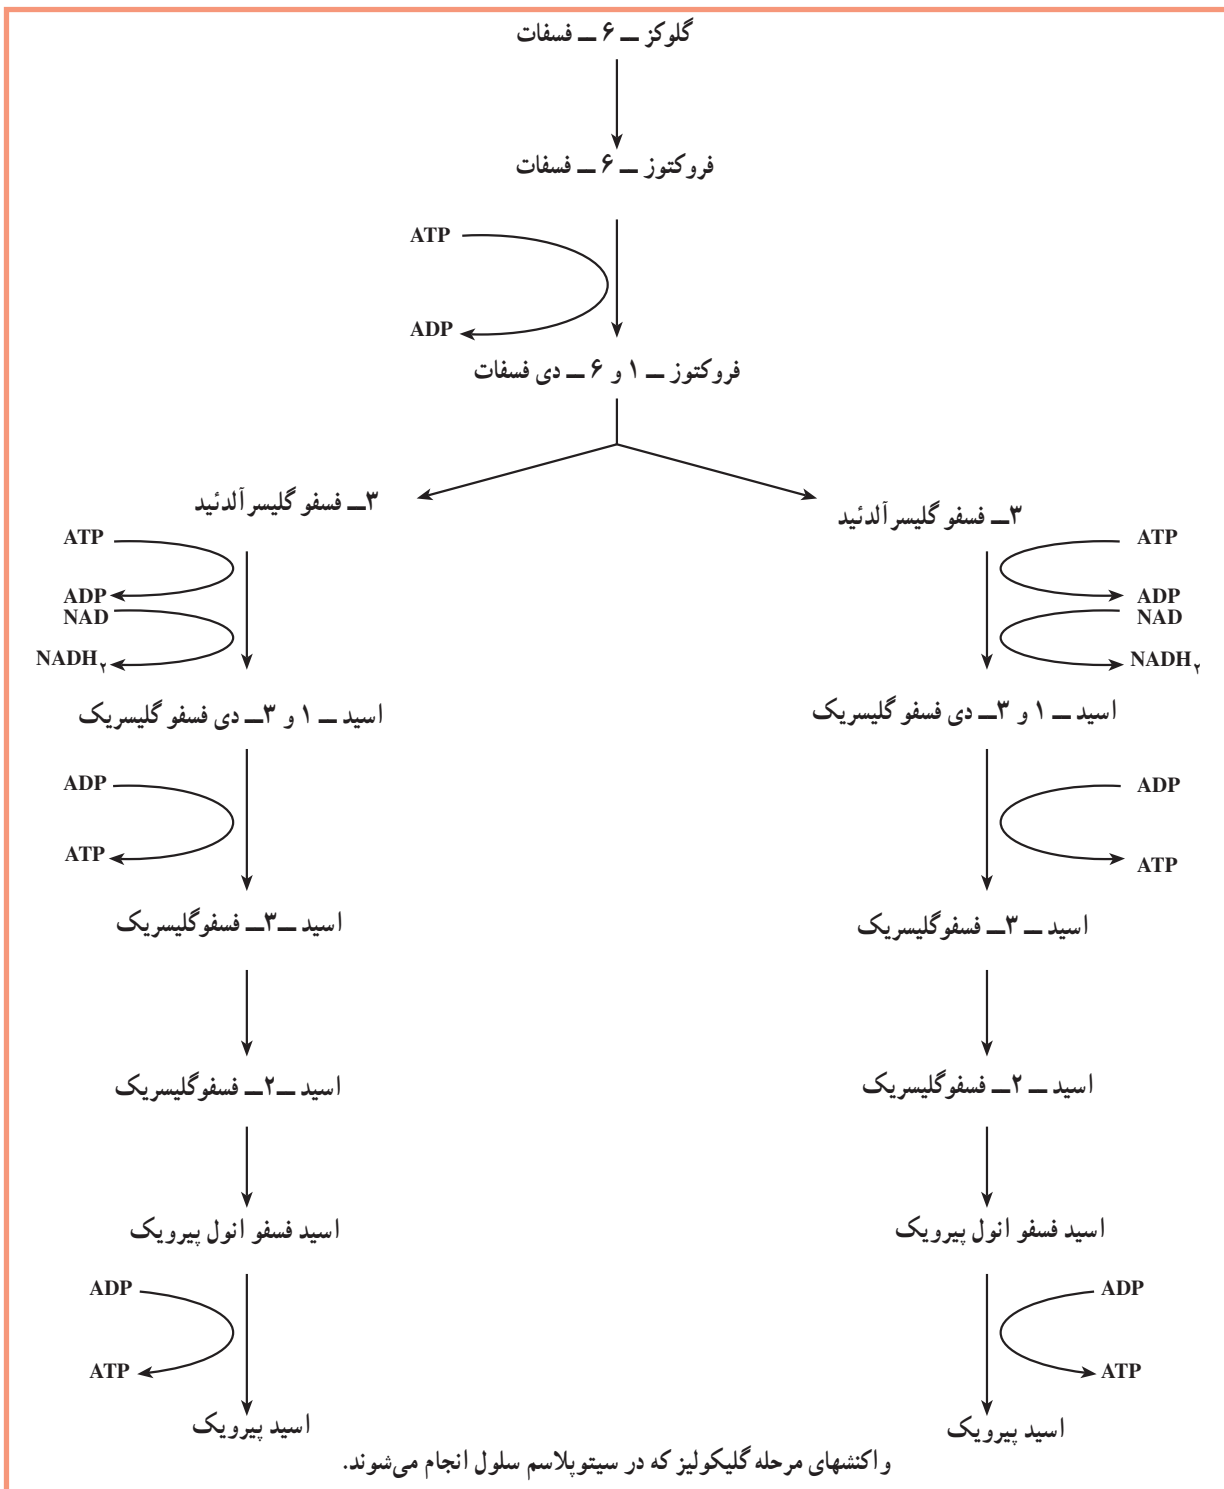 گلوکز ــ ۶ ــ فسفات
فروکتوز ــ ۶ ــ فسفات
ATP
ADP
فروکتوز ــ ۱ و ۶ ــ دی فسفات
۳ــ فسفو گلیسر آلدئید
۳ــ فسفو گلیسر آلدئید
ATP
ADP
NAD
NADH۲
ATP
ADP
NAD
NADH۲
اسید ــ ۱ و ۳ــ دی فسفو گلیسریک
اسید ــ ۱ و ۳ــ دی فسفو گلیسریک
ADP
ATP
ADP
ATP
اسید ــ ۳ــ فسفوگلیسریک
اسید ــ۳ــ فسفوگلیسریک
اسید ــ ۲ــ فسفوگلیسریک
اسید ــ۲ــ فسفوگلیسریک
اسید فسفو انول پیرویک
اسید فسفو انول پیرویک
ADP
ATP
ADP
ATP
اسید پیرویک
اسید پیرویک
واکنشهای مرحله گلیکولیز که در سیتوپلاسم سلول انجام می‌شوند.